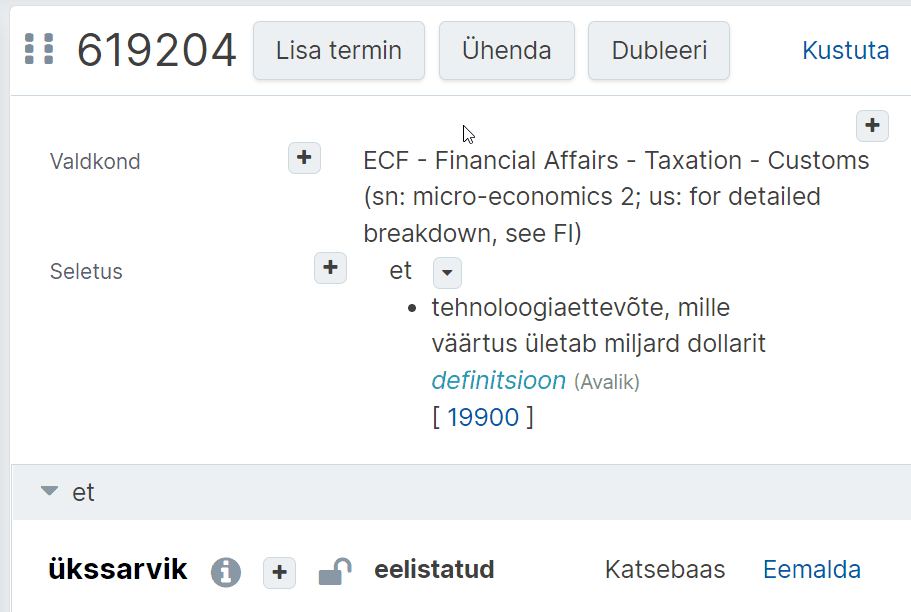 619204 Lisa termin Ühenda Dubleeri Kustuta
Valdkond ECF - Financial Affairs - Taxation - Customs
(sn: micro-economics 2; us: for detailed
breakdown, see FI)
Seletus et
• tehnoloogiaettevõte, mille
väärtus ületab miljard dollarit
definitsioon (Avalik)
[ 19900 ]
et
ükssarvik eelistatud Katsebaas Eemalda